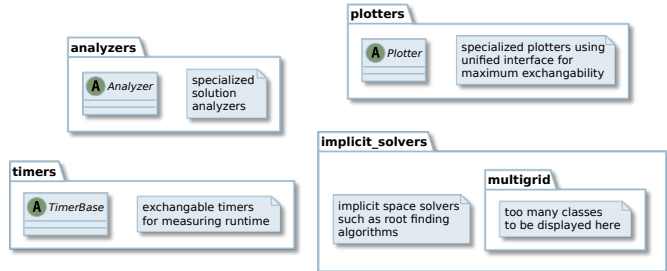 plotters
A Plotter
specialized plotters using
unified interface for
maximum exchangability
analyzers
A Analyzer
specialized
solution
analyzers
implicit_solvers
implicit space solvers
such as root finding
algorithms
multigrid
too many classes
to be displayed here
timers
A TimerBase
exchangable timers
for measuring runtime